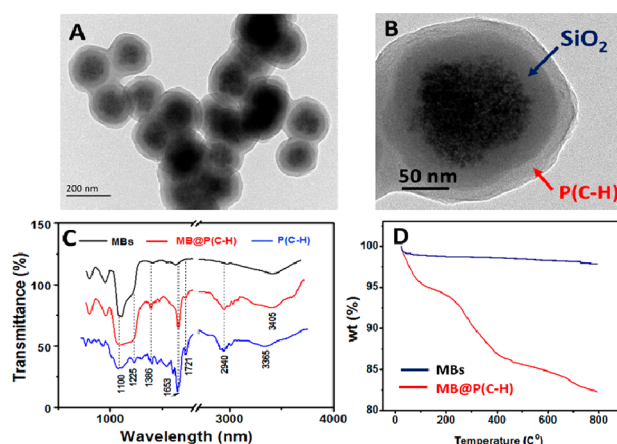 A
200 nm
B
SiO2
50 nm
P(C-H)
150
100
50
0
Transmittance (%)
C
MBs
MB@P(C-H)
P(C-H)
1100
1225
1386
1653
1721
2940
3365
3405
1000
3000
4000
Wavelength (nm)
100
95
90
85
80
wt (%)
D
MBs
MB@P(C-H)
0
200
400
600
800
Temperature (C⁰)